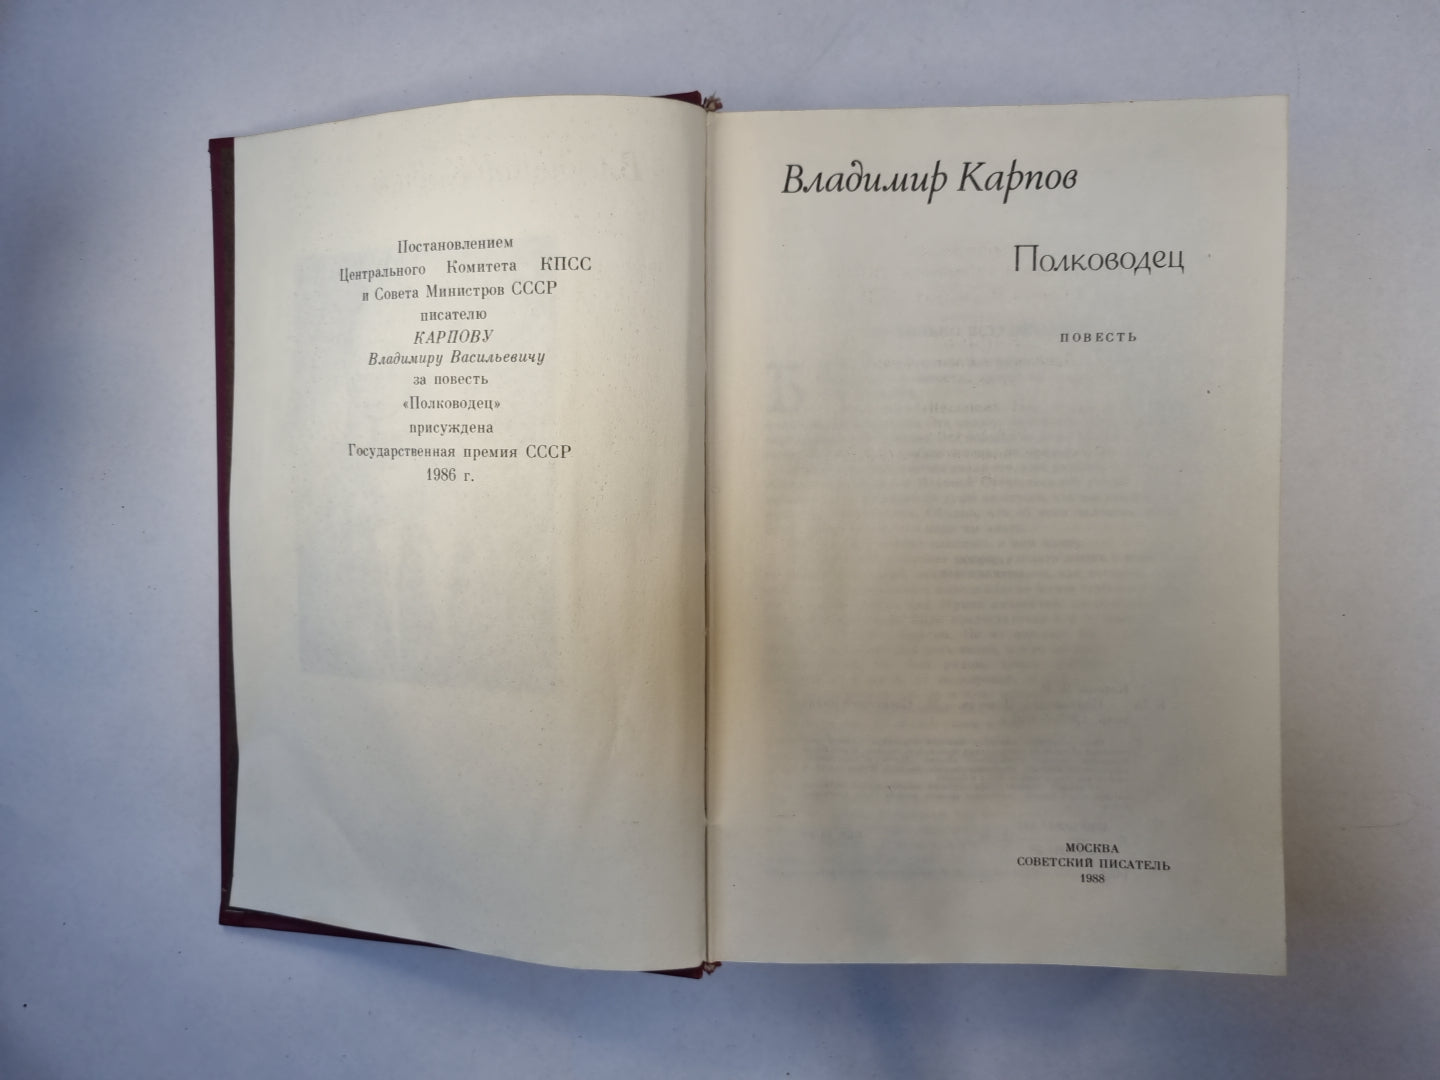 Постановлением
Центрального Комитета КПСС
и Совета Министров СССР
писателю
КАРПОВУ
Владимиру Васильевичу
за повесть
«Полководец»
присуждена
Государственная премия СССР
1986 г.
Владимир Карпов
Полководец
ПОВЕСТЬ
МОСКВА
СОВЕТСКИЙ ПИСАТЕЛЬ
1988